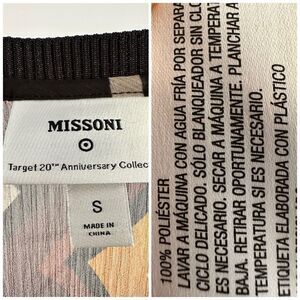 MISSONI
Target 20TH Anniversary Collec
S
MADE IN
CHINA
100% POLIÉSTER
LAVAR A MÁQUINA CON AGUA FRÍA POR SEPARA
CICLO DELICADO. SÓLO BLANQUEADOR SIN CLO
NECESARIO. SECAR A MÁQUINA A TEMPERAT
BAJA. RETIRAR OPORTUNAMENTE. PLANCHAR A
TEMPERATURA SI ES NECESARIO.
ETIQUETA ELABORADA CON PLÁSTICO